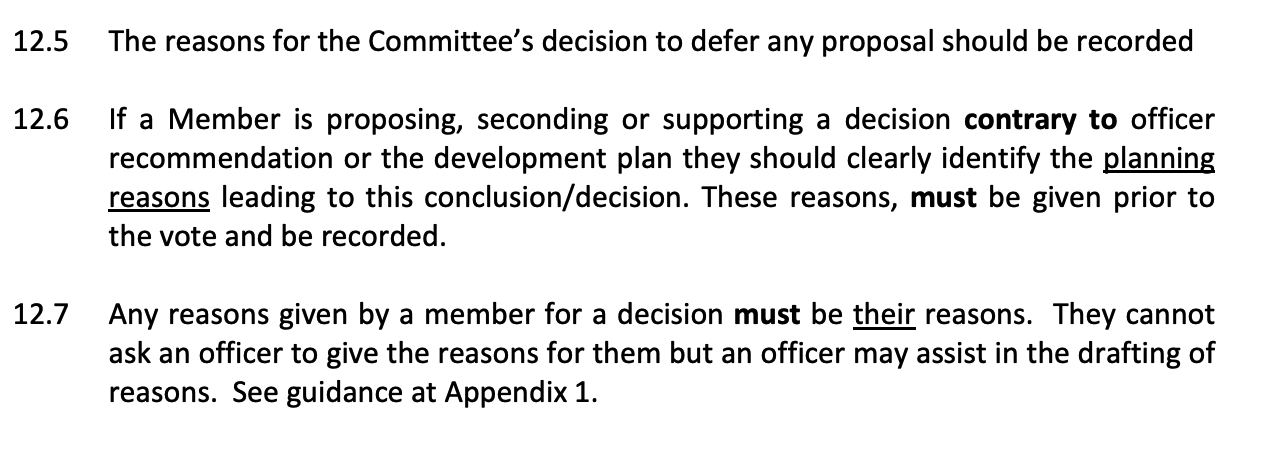 12.5 The reasons for the Committee’s decision to defer any proposal should be recorded
12.6 If a Member is proposing, seconding or supporting a decision contrary to officer
recommendation or the development plan they should clearly identify the planning
reasons leading to this conclusion/decision. These reasons, must be given prior to
the vote and be recorded.
12.7 Any reasons given by a member for a decision must be their reasons.  They cannot
ask an officer to give the reasons for them but an officer may assist in the drafting of
reasons.  See guidance at Appendix 1.